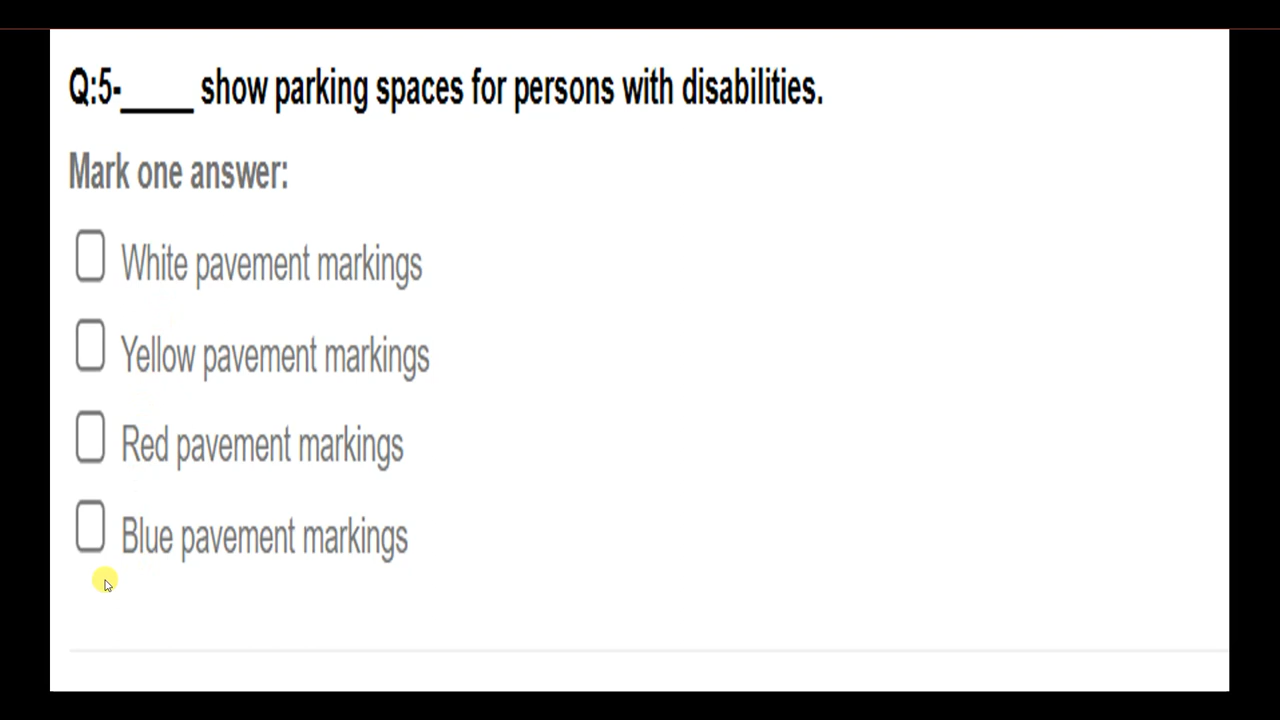 Q:5-____ show parking spaces for persons with disabilities.
Mark one answer:
White pavement markings
Yellow pavement markings
Red pavement markings
Blue pavement markings